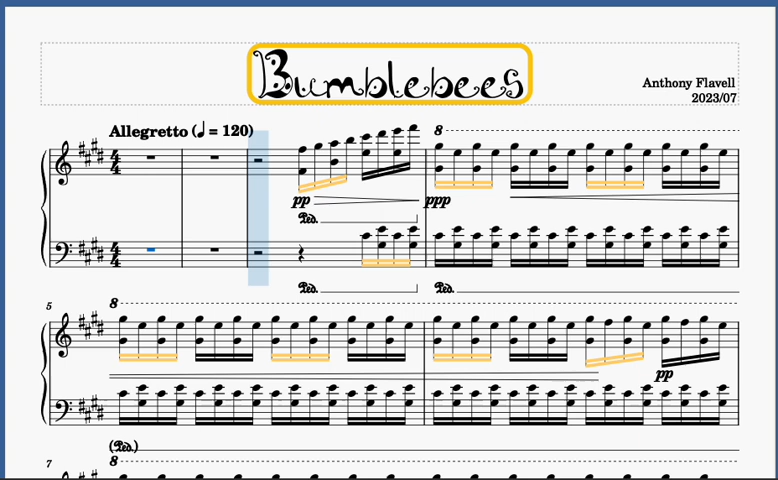 Bumblebees
Anthony Flavell
2023/07
Allegretto (♩ = 120)
8
pp
ppp
Ped.
Ped.
Ped.
5
8
pp
(Ped.)
7
8